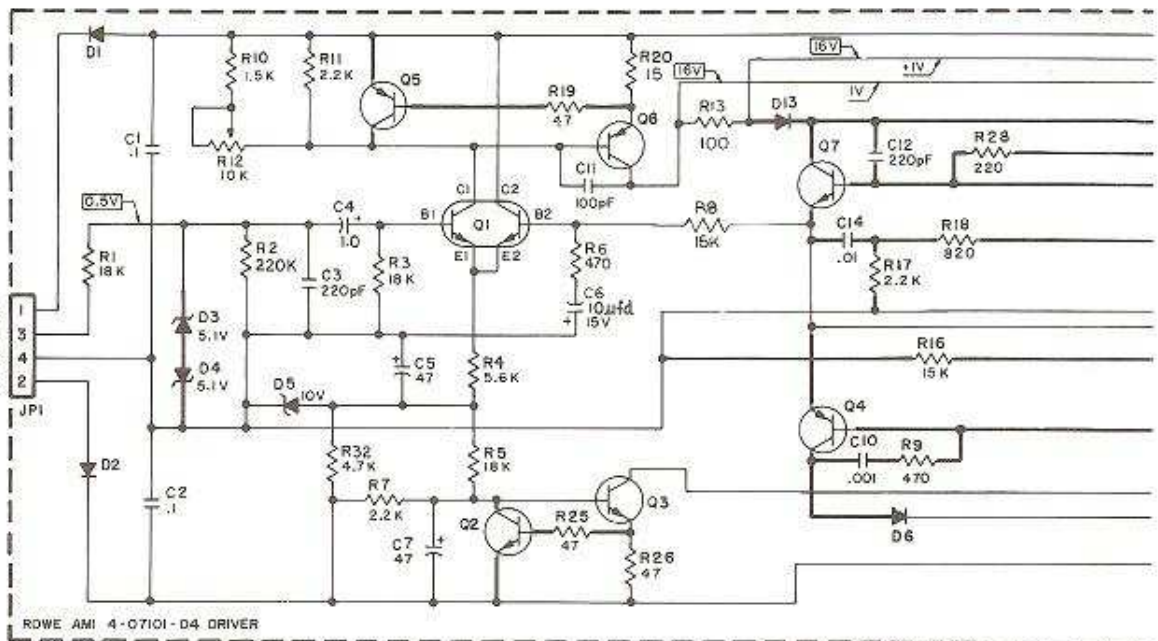 D1
R10
1.5K
R11
2.2K
Q5
R20
15
16V
16V
+1V
1V
R19
47
Q6
R13
100
D13
Q7
C12
220pF
R28
220
C1
.1
R12
10K
C11
100pF
C1
C2
0.5V
C4
+
1.0
B1
Q1
B2
E1
E2
R8
15K
C14
.01
R18
820
R1
18K
R2
220K
C3
220pF
R3
18K
R6
470
C6
10µfd
15V
+
R17
2.2K
1
3
4
2
JP1
D3
5.1V
D4
5.1V
+
C5
47
R4
5.6K
R16
15K
D5
10V
Q4
R32
4.7K
R5
18K
C10
.001
R9
470
D2
C2
.1
R7
2.2K
Q3
Q2
R25
47
C7
47
+
R26
47
D6
ROWE AMI 4-07101-D4 DRIVER